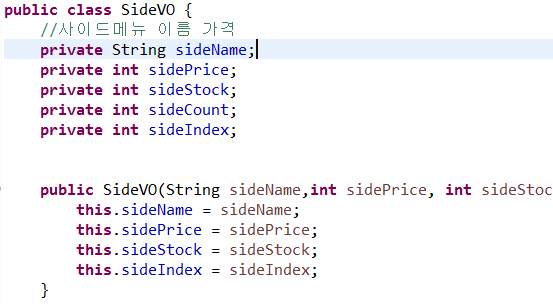 public class SideVO {
//사이드메뉴 이름 가격
private String sideName;
private int sidePrice;
private int sideStock;
private int sideCount;
private int sideIndex;
public SideVO(String sideName,int sidePrice, int sideStoc
this.sideName = sideName;
this.sidePrice = sidePrice;
this.sideStock = sideStock;
this.sideIndex = sideIndex;
}